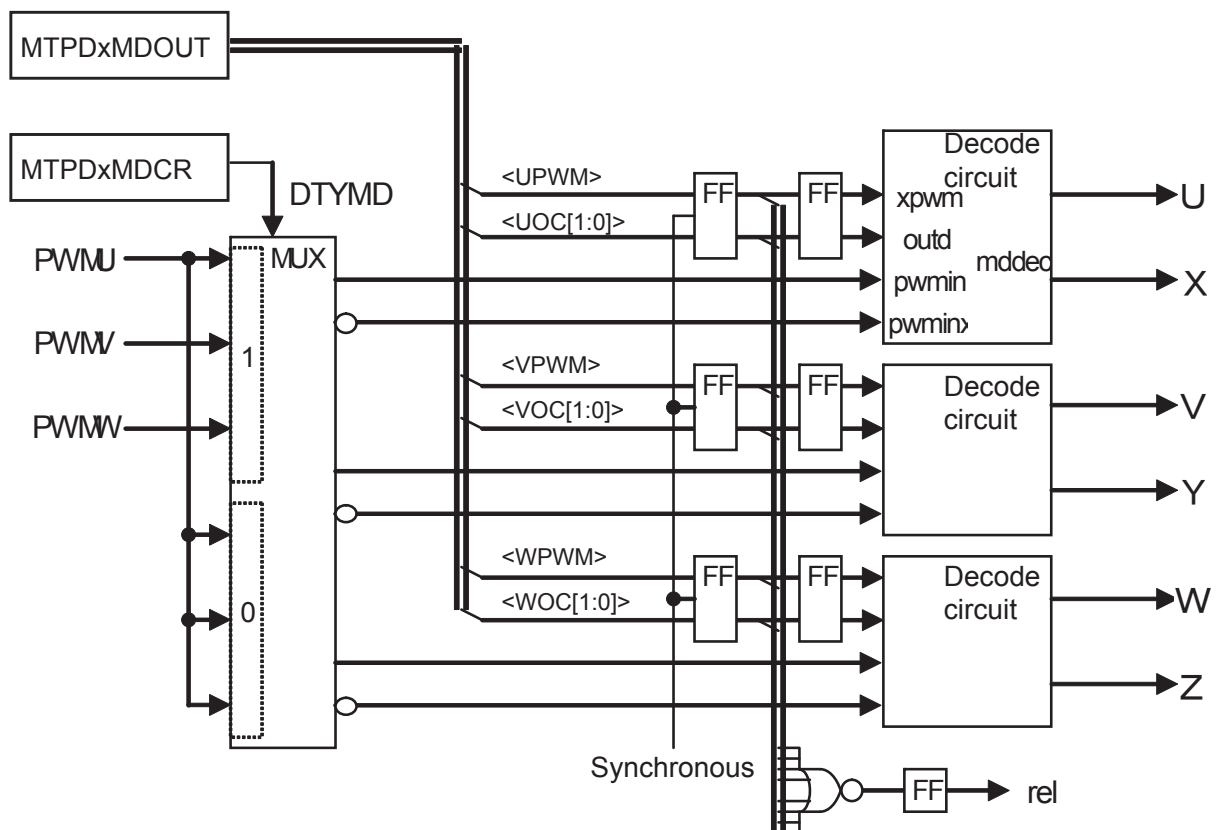 MTPDxMDOUT
MTPDxMDCR
DTYMD
MUX
PWMU
PWMV
PWMW
1
0
<UPWM>
<UOC[1:0]>
FF
FF
Decode
circuit
xpwm
outd
mddec
pwmin
pwminx
U
X
<VPWM>
<VOC[1:0]>
FF
FF
Decode
circuit
V
Y
<WPWM>
<WOC[1:0]>
FF
FF
Decode
circuit
W
Z
Synchronous
FF
rel